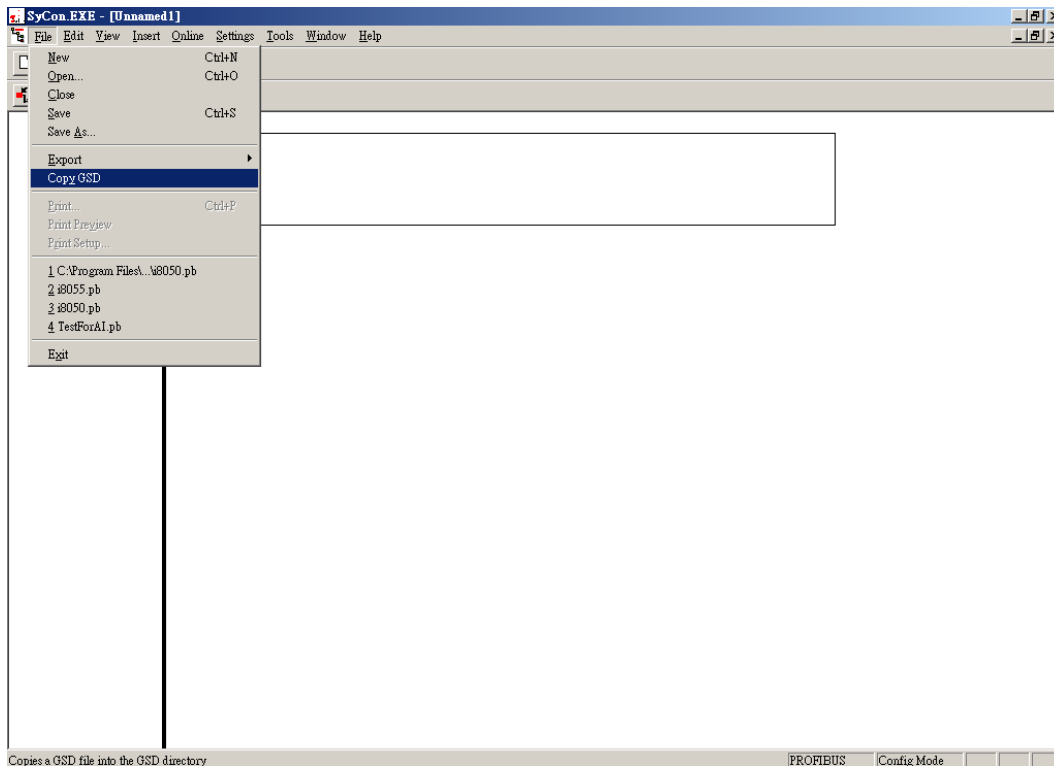 SyCon.EXE - [Unnamed1]
File Edit View Insert Online Settings Tools Window Help
New Ctrl+N
Open... Ctrl+O
Close
Save Ctrl+S
Save As...
Export
Copy GSD
Print... Ctrl+P
Print Preview
Print Setup...
1 C:\Program Files\...\i8050.pb
2 i8055.pb
3 i8050.pb
4 TestForAI.pb
Exit
Copies a GSD file into the GSD directory PROFIBUS Config Mode